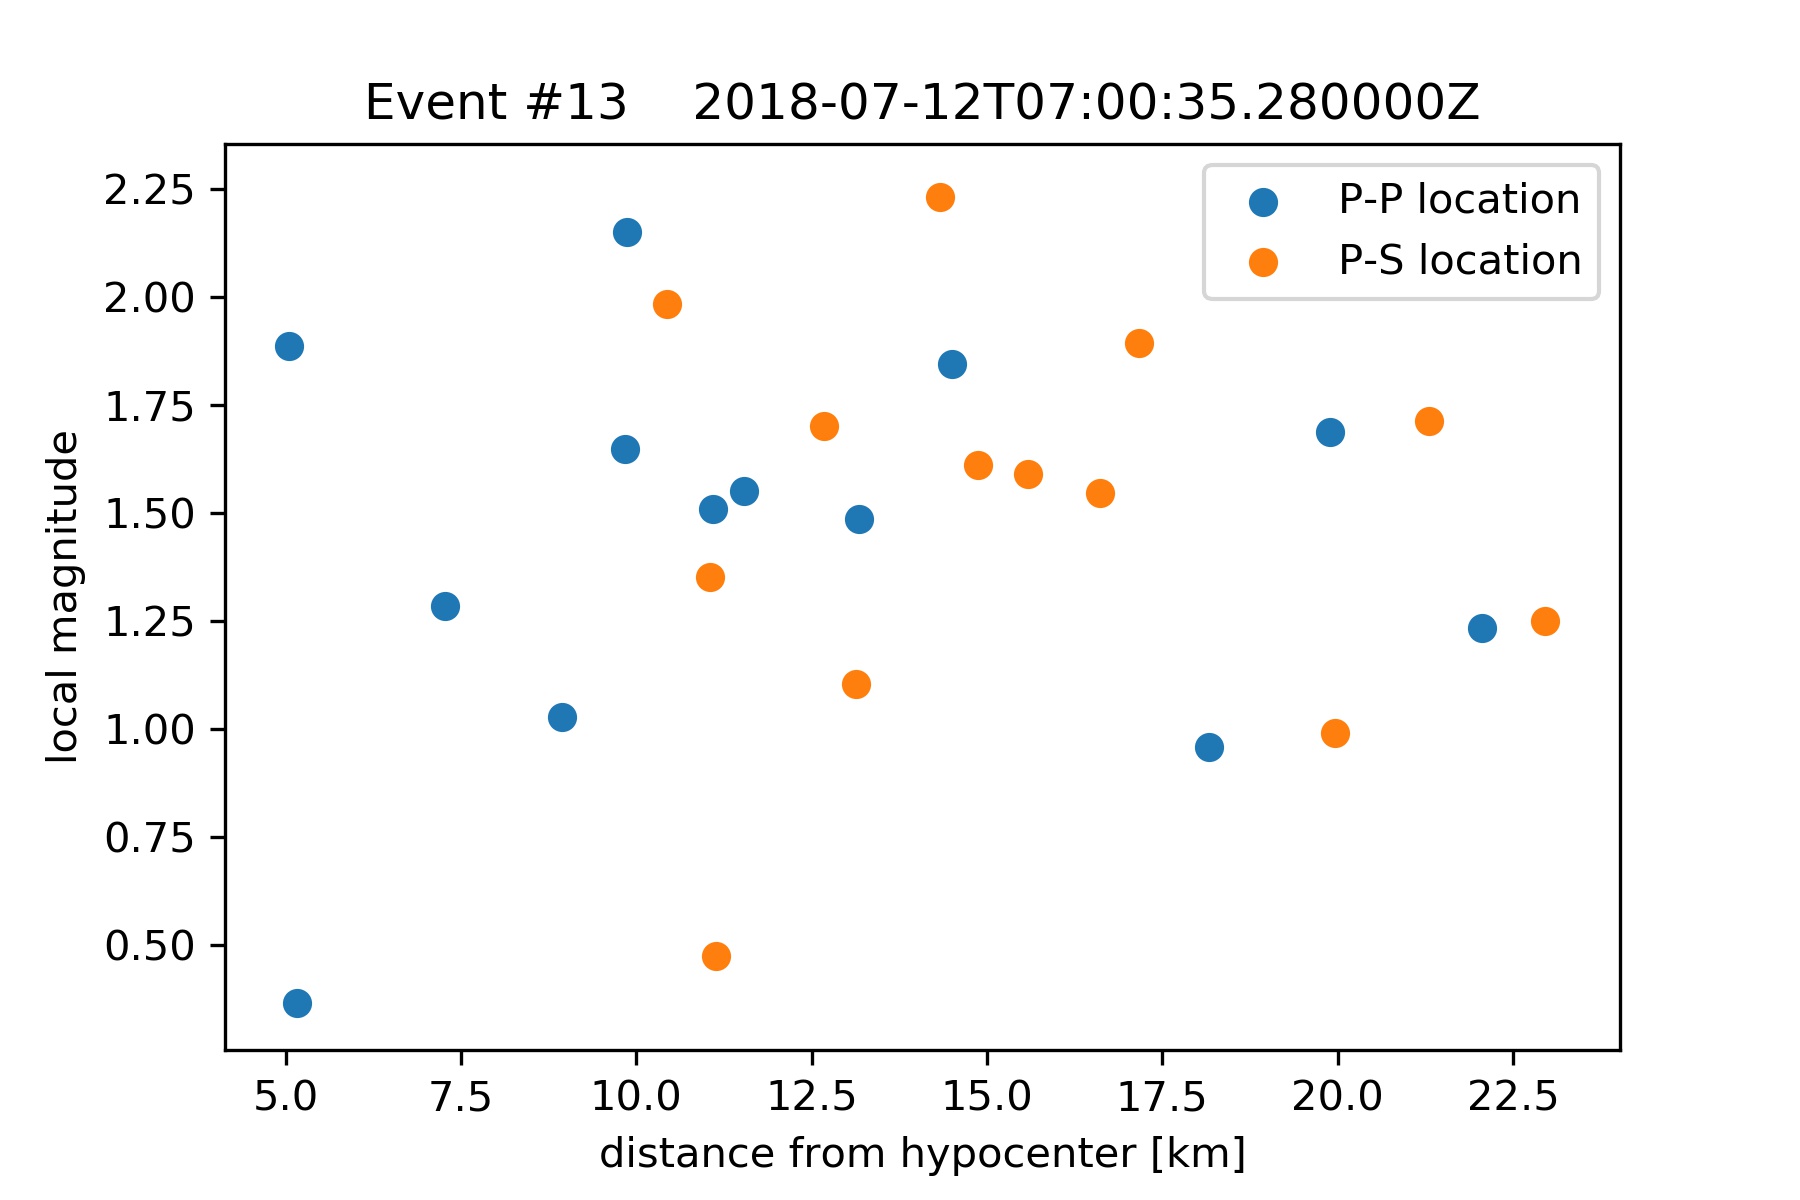 Event #13    2018-07-12T07:00:35.280000Z
P-P location
P-S location
2.25
2.00
1.75
1.50
1.25
1.00
0.75
0.50
local magnitude
5.0 7.5 10.0 12.5 15.0 17.5 20.0 22.5
distance from hypocenter [km]